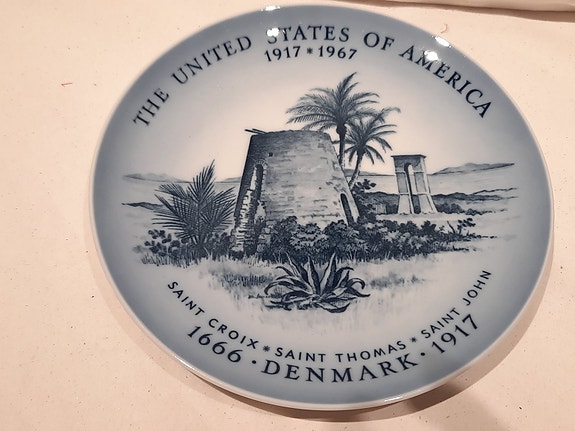 THE UNITED STATES OF AMERICA
1917 * 1967
SAINT CROIX * SAINT THOMAS * SAINT JOHN
1666 · DENMARK · 1917